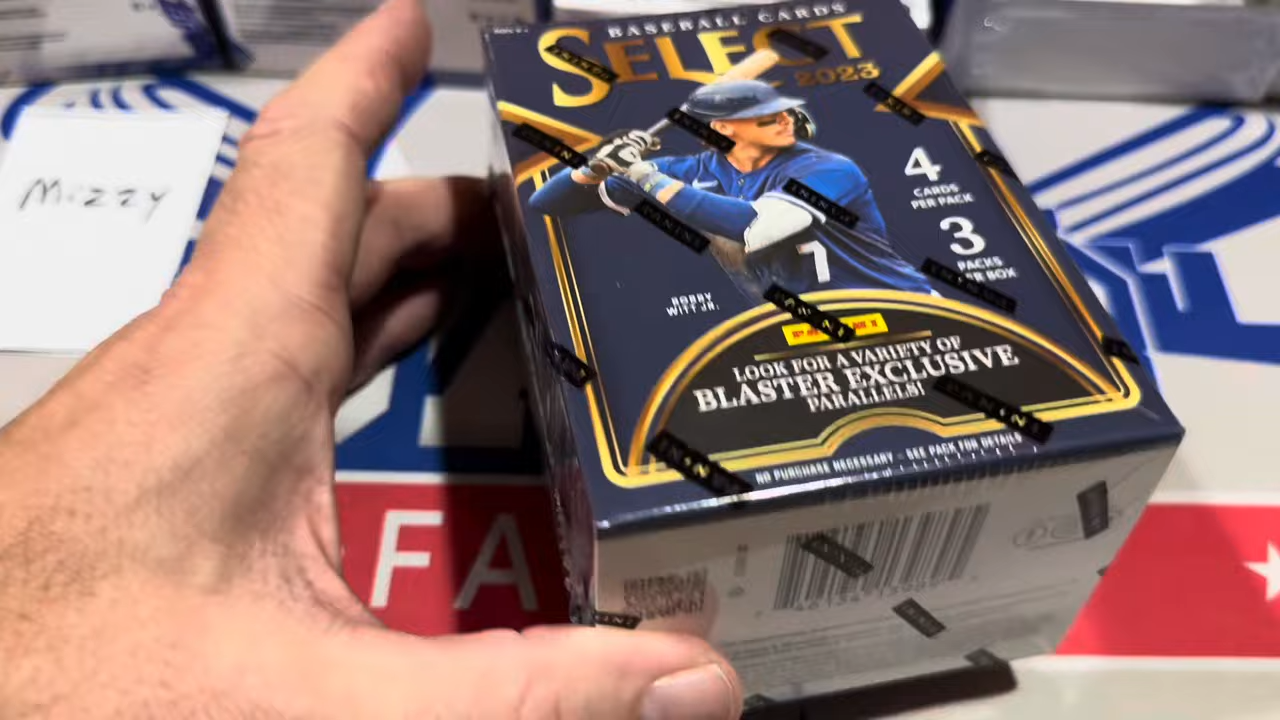 BASEBALL CARDS
SELECT
2023
Mizzy
4
CARDS
PER PACK
3
PACKS
PER BOX
7
BOBBY
WITT JR.
PANINI
LOOK FOR A VARIETY OF
BLASTER EXCLUSIVE
PARALLELS!
NO PURCHASE NECESSARY - SEE PACK FOR DETAILS
FA